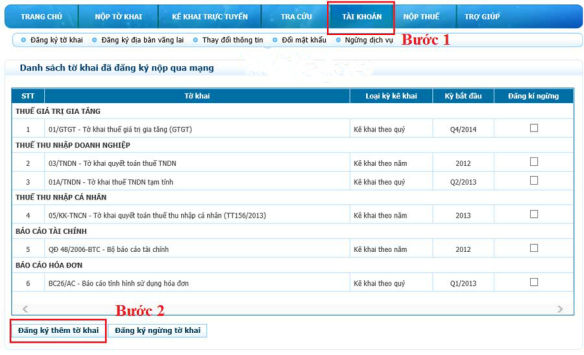 TRANG CHỦ NỘP TỜ KHAI KÊ KHAI TRỰC TUYẾN TRA CỨU TÀI KHOẢN NỘP THUẾ TRỢ GIÚP
Đăng ký tờ khai Đăng ký địa bàn vãng lai Thay đổi thông tin Đổi mật khẩu Ngừng dịch vụ Bước 1
Danh sách tờ khai đã đăng ký nộp qua mạng
STT Tờ khai Loại kỳ kê khai Kỳ bắt đầu Đăng kí ngừng
THUẾ GIÁ TRỊ GIA TĂNG
1 01/GTGT - Tờ khai thuế giá trị gia tăng (GTGT) Kê khai theo quý Q4/2014
THUẾ THU NHẬP DOANH NGHIỆP
2 03/TNDN - Tờ khai quyết toán thuế TNDN Kê khai theo năm 2012
3 01A/TNDN - Tờ khai thuế TNDN tạm tính Kê khai theo quý Q2/2013
THUẾ THU NHẬP CÁ NHÂN
4 05/KK-TNCN - Tờ khai quyết toán thuế thu nhập cá nhân (TT156/2013) Kê khai theo năm 2013
BÁO CÁO TÀI CHÍNH
5 QĐ 48/2006-BTC - Bộ báo cáo tài chính Kê khai theo năm 2012
BÁO CÁO HÓA ĐƠN
6 BC26/AC - Báo cáo tình hình sử dụng hóa đơn Kê khai theo quý Q1/2013
Bước 2
Đăng ký thêm tờ khai Đăng ký ngừng tờ khai